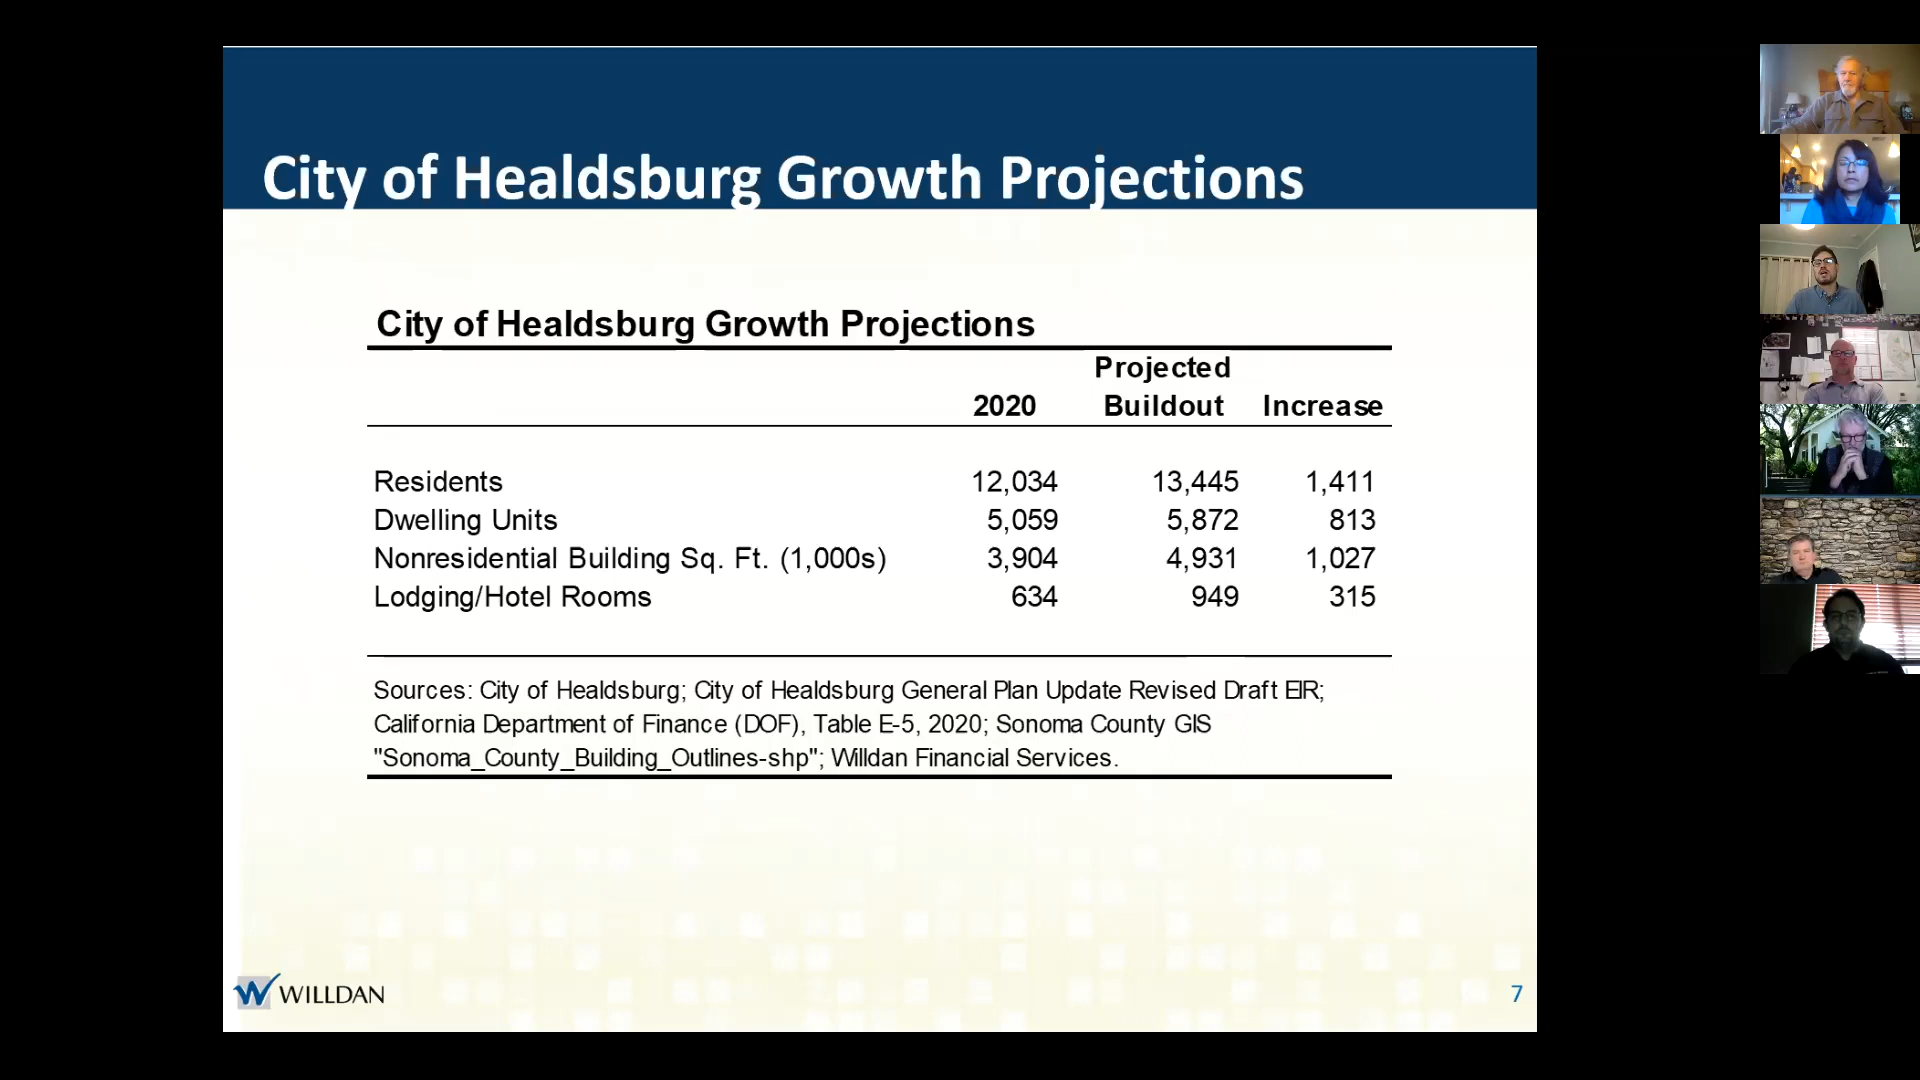 City of Healdsburg Growth Projections
City of Healdsburg Growth Projections
Projected
2020 Buildout Increase
Residents 12,034 13,445 1,411
Dwelling Units 5,059 5,872 813
Nonresidential Building Sq. Ft. (1,000s) 3,904 4,931 1,027
Lodging/Hotel Rooms 634 949 315
Sources: City of Healdsburg; City of Healdsburg General Plan Update Revised Draft EIR;
California Department of Finance (DOF), Table E-5, 2020; Sonoma County GIS
"Sonoma_County_Building_Outlines-shp"; Willdan Financial Services.
W WILLDAN
7